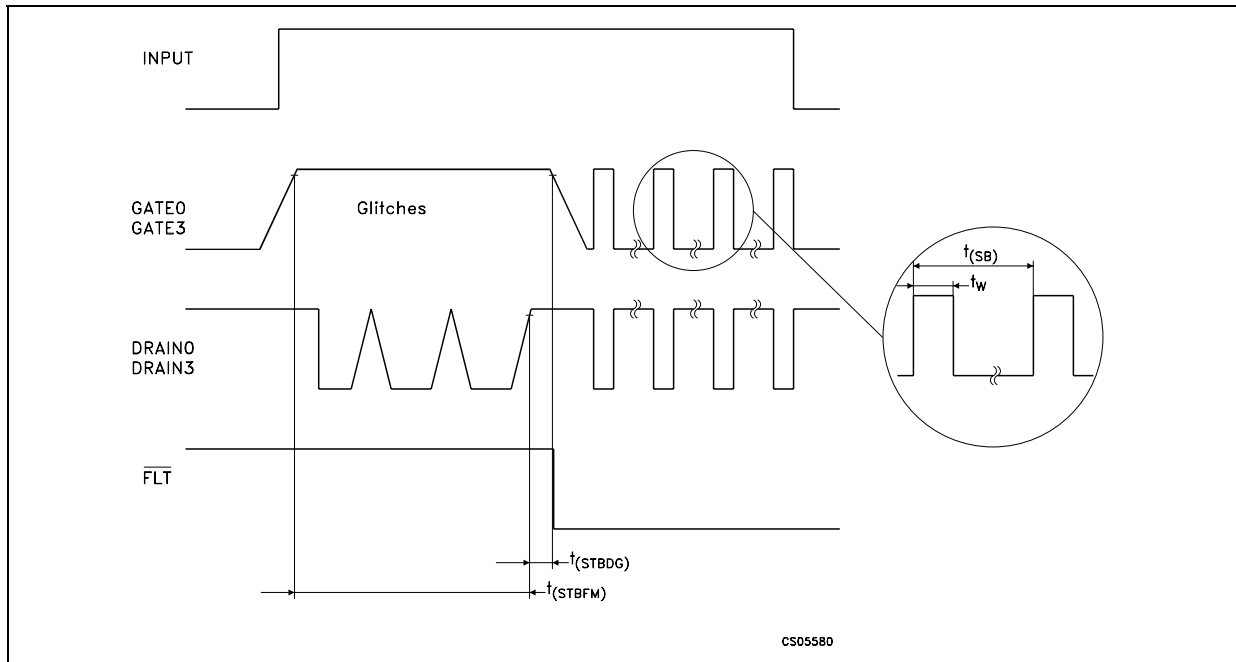 INPUT
GATE0
GATE3
Glitches
t(SB)
tW
DRAIN0
DRAIN3
FLT
t(STBDG)
t(STBFM)
CS05580